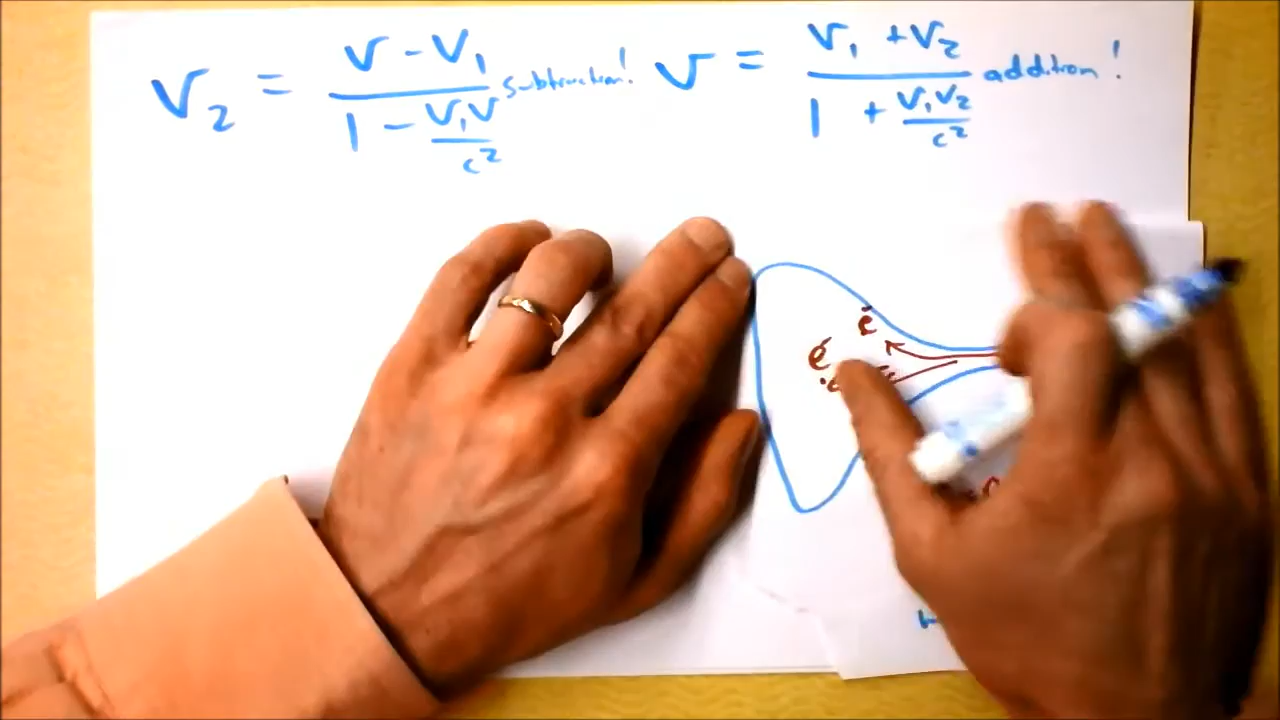 V₂ = (V - V₁) / (1 - V₁V/c²) subtraction!
V = (V₁ + V₂) / (1 + V₁V₂/c²) addition!
e⁻
e⁻